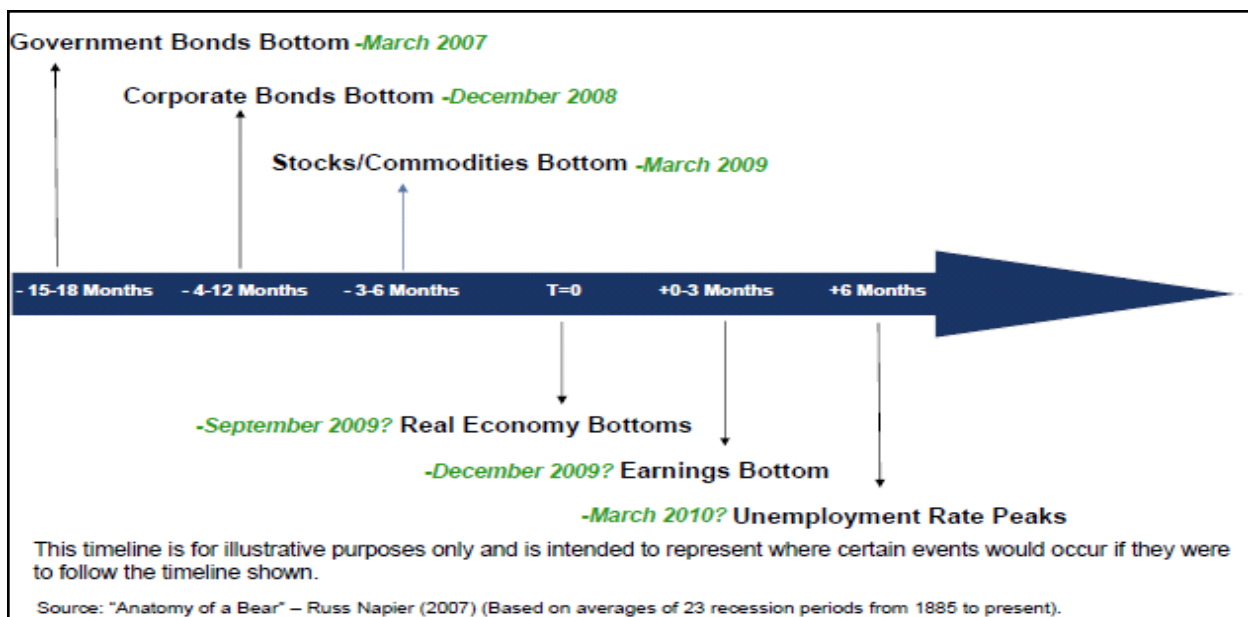 Government Bonds Bottom -March 2007
Corporate Bonds Bottom -December 2008
Stocks/Commodities Bottom -March 2009
- 15-18 Months - 4-12 Months - 3-6 Months T=0 +0-3 Months +6 Months
-September 2009? Real Economy Bottoms
-December 2009? Earnings Bottom
-March 2010? Unemployment Rate Peaks
This timeline is for illustrative purposes only and is intended to represent where certain events would occur if they were
to follow the timeline shown.
Source: "Anatomy of a Bear" – Russ Napier (2007) (Based on averages of 23 recession periods from 1885 to present).